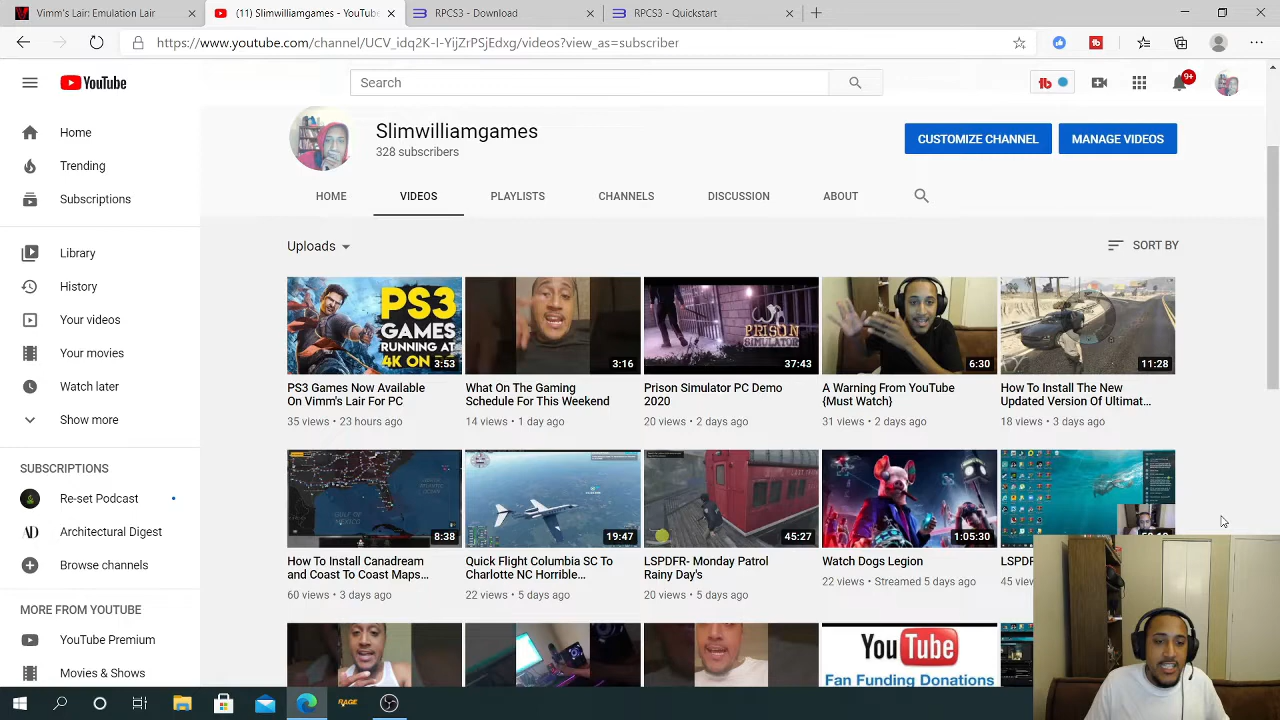 Vimm's Lair: Emulation Lair
(11) Slimwilliamgames - YouTube
RPCS3 - Download
RPCS3 - Quickstart
https://www.youtube.com/channel/UCV_idq2K-I-YijZrPSjEdxg/videos?view_as=subscriber
YouTube
Search
9+
Home
Trending
Subscriptions
Library
History
Your videos
Your movies
Watch later
Show more
SUBSCRIPTIONS
Re-set Podcast
Architectural Digest
Browse channels
MORE FROM YOUTUBE
YouTube Premium
Movies & Shows
Slimwilliamgames
328 subscribers
CUSTOMIZE CHANNEL
MANAGE VIDEOS
HOME
VIDEOS
PLAYLISTS
CHANNELS
DISCUSSION
ABOUT
Uploads
SORT BY
PS3
GAMES
RUNNING AT
4K ON
3:53
PS3 Games Now Available
On Vimm's Lair For PC
35 views • 23 hours ago
3:16
What On The Gaming
Schedule For This Weekend
14 views • 1 day ago
PRISON
SIMULATOR
37:43
Prison Simulator PC Demo
2020
20 views • 2 days ago
6:30
A Warning From YouTube
{Must Watch}
31 views • 2 days ago
11:28
How To Install The New
Updated Version Of Ultimat...
18 views • 3 days ago
8:38
How To Install Canadream
and Coast To Coast Maps...
60 views • 3 days ago
19:47
Quick Flight Columbia SC To
Charlotte NC Horrible...
22 views • 5 days ago
45:27
LSPDFR- Monday Patrol
Rainy Day's
20 views • 5 days ago
1:05:30
Watch Dogs Legion
22 views • Streamed 5 days ago
45 vie
YouTube
Fan Funding Donations
RAGE